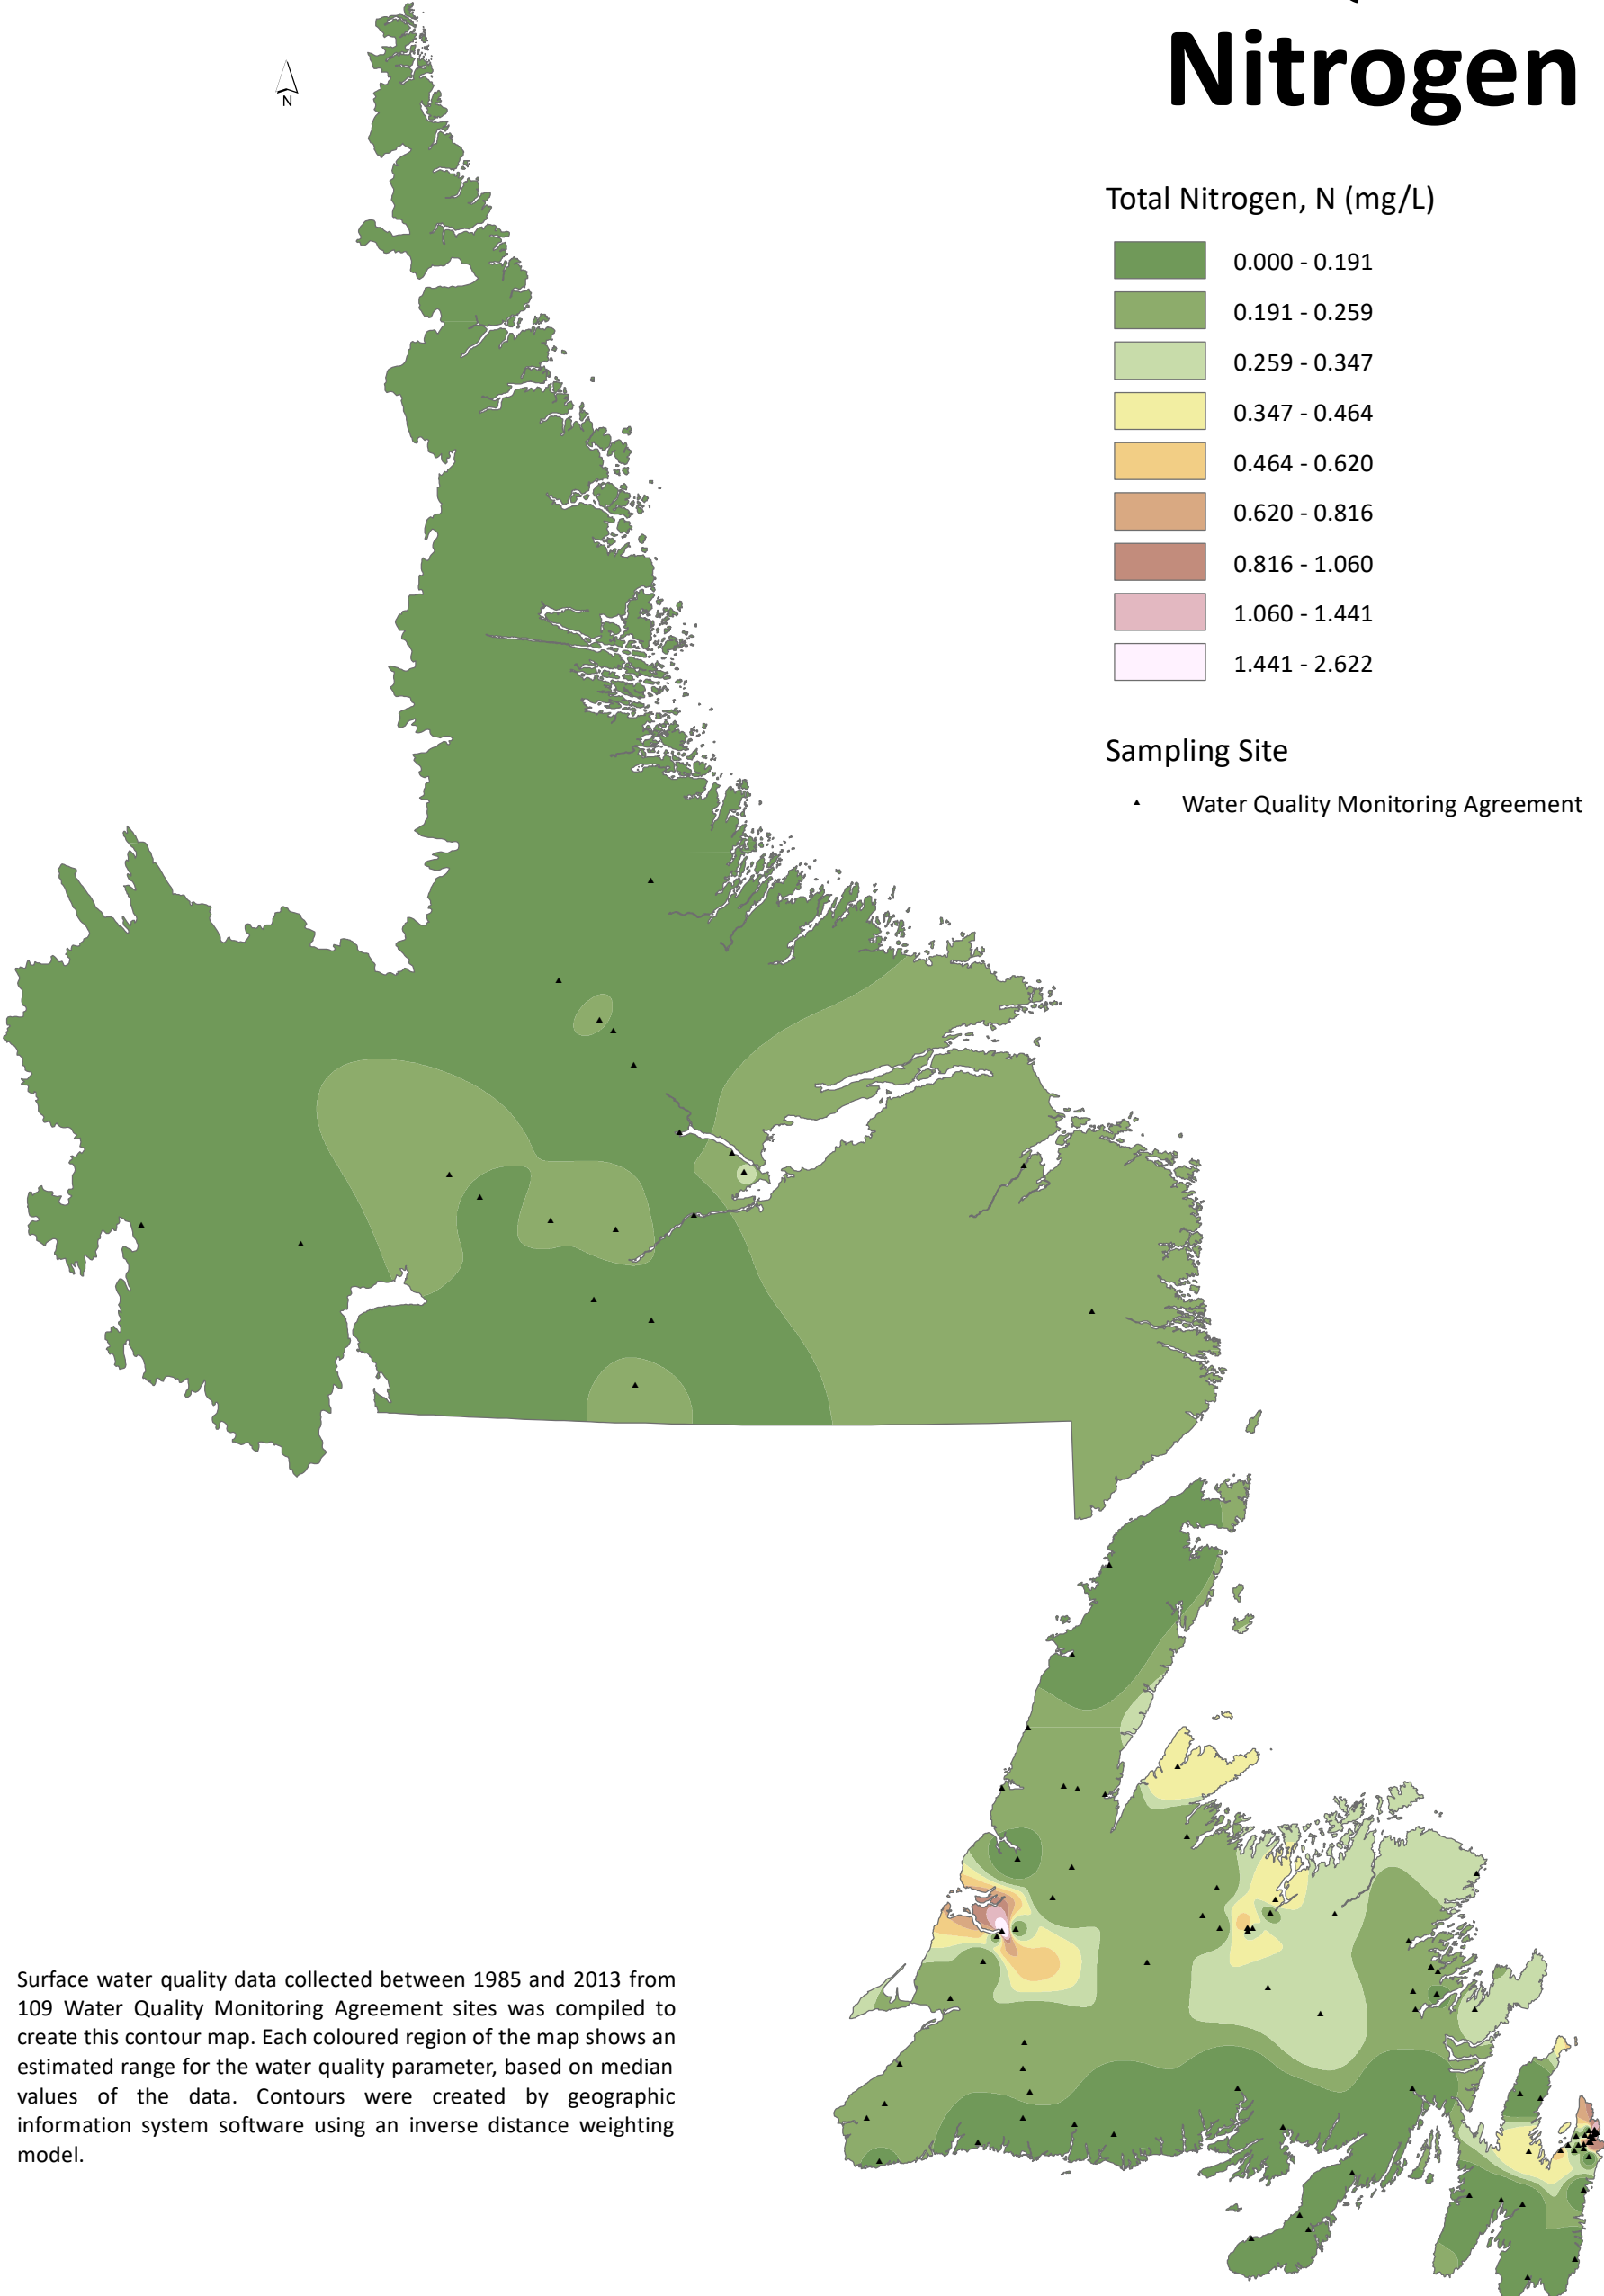 Nitrogen
N
Total Nitrogen, N (mg/L)
0.000 - 0.191
0.191 - 0.259
0.259 - 0.347
0.347 - 0.464
0.464 - 0.620
0.620 - 0.816
0.816 - 1.060
1.060 - 1.441
1.441 - 2.622
Sampling Site
Water Quality Monitoring Agreement
Surface water quality data collected between 1985 and 2013 from
109 Water Quality Monitoring Agreement sites was compiled to
create this contour map. Each coloured region of the map shows an
estimated range for the water quality parameter, based on median
values of the data. Contours were created by geographic
information system software using an inverse distance weighting
model.